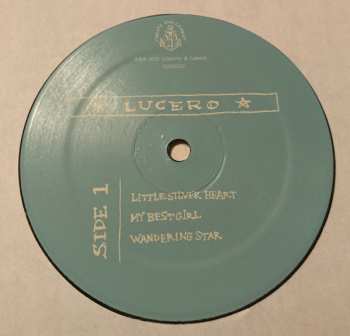 LUCERO
SIDE 1
LITTLE SILVER HEART
MY BEST GIRL
WANDERING STAR